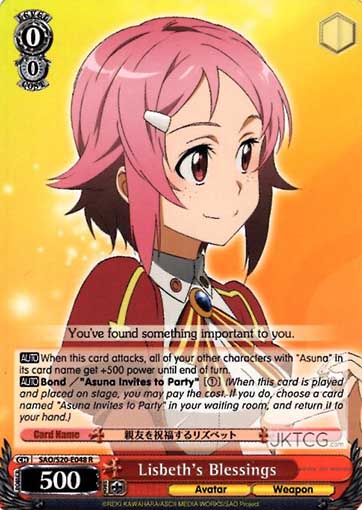 LEVEL
0
0
COST
You've found something important to you.
AUTO When this card attacks, all of your other characters with "Asuna" in
its card name get +500 power until end of turn.
AUTO Bond ／"Asuna Invites to Party" [①] (When this card is played
and placed on stage, you may pay the cost. If you do, choose a card
named "Asuna Invites to Party" in your waiting room, and return it to
your hand.)
Card Name 親友を祝福するリズベット
JKTCG.com
CH SAO/S20-E048 R
POWER 500
Lisbeth's Blessings
Avatar Weapon
©REKI KAWAHARA/ASCII MEDIA WORKS/SAO Project